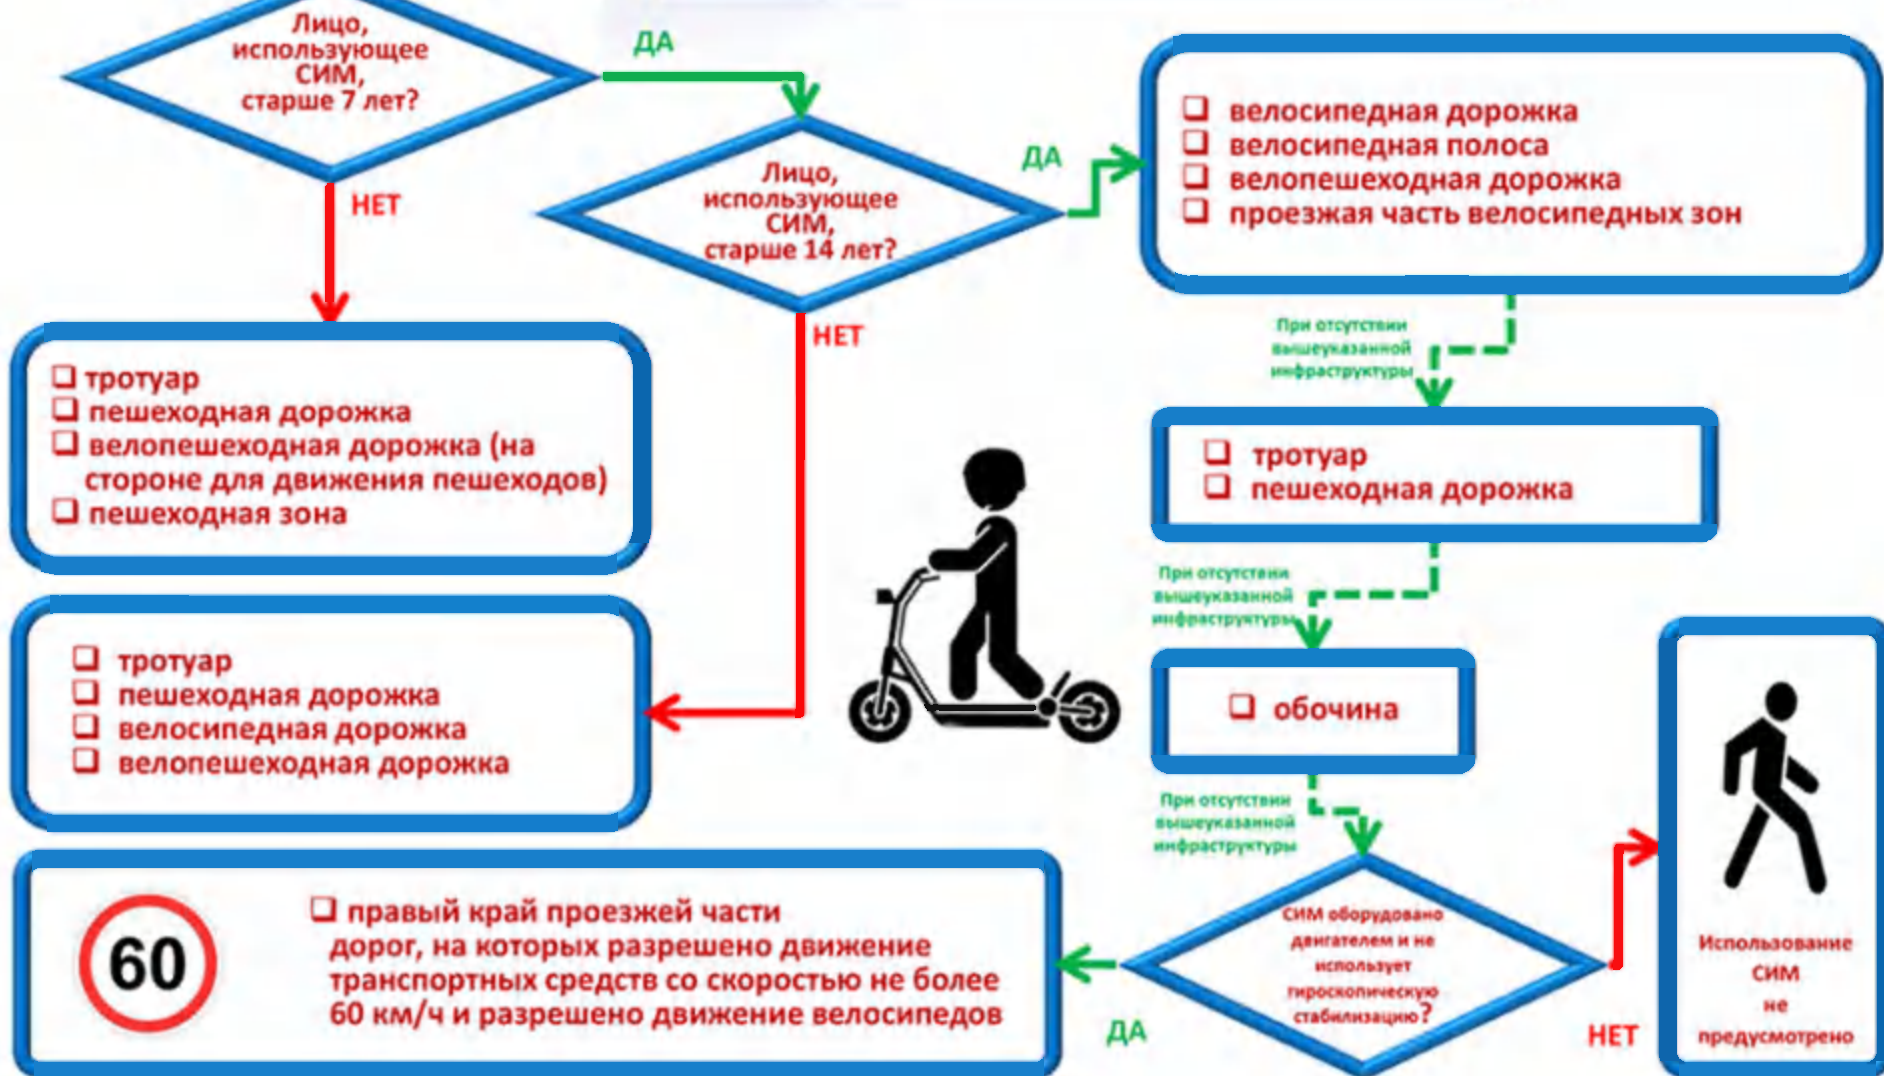 Лицо,
использующее
СИМ,
старше 7 лет?
ДА
НЕТ
Лицо,
использующее
СИМ,
старше 14 лет?
ДА
НЕТ
велосипедная дорожка
велосипедная полоса
велопешеходная дорожка
проезжая часть велосипедных зон
При отсутствии
вышеуказанной
инфраструктуры
тротуар
пешеходная дорожка
велопешеходная дорожка (на
стороне для движения пешеходов)
пешеходная зона
тротуар
пешеходная дорожка
При отсутствии
вышеуказанной
инфраструктуры
тротуар
пешеходная дорожка
велосипедная дорожка
велопешеходная дорожка
обочина
При отсутствии
вышеуказанной
инфраструктуры
60
правый край проезжей части
дорог, на которых разрешено движение
транспортных средств со скоростью не более
60 км/ч и разрешено движение велосипедов
СИМ оборудовано
двигателем и не
использует
гироскопическую
стабилизацию?
ДА
НЕТ
Использование
СИМ
не
предусмотрено